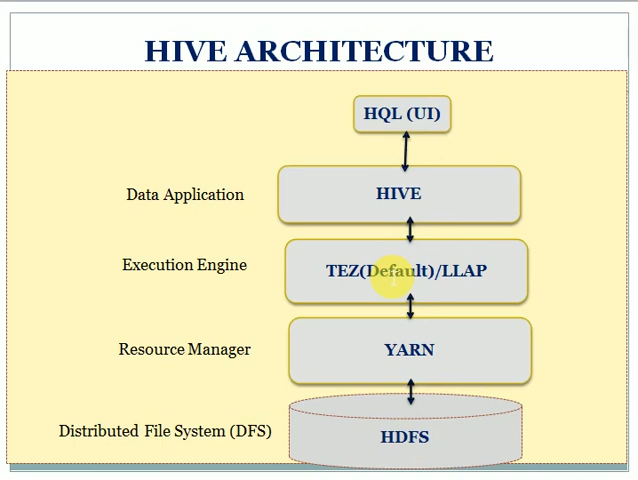 HIVE ARCHITECTURE
HQL (UI)
Data Application
HIVE
Execution Engine
TEZ(Default)/LLAP
Resource Manager
YARN
Distributed File System (DFS)
HDFS